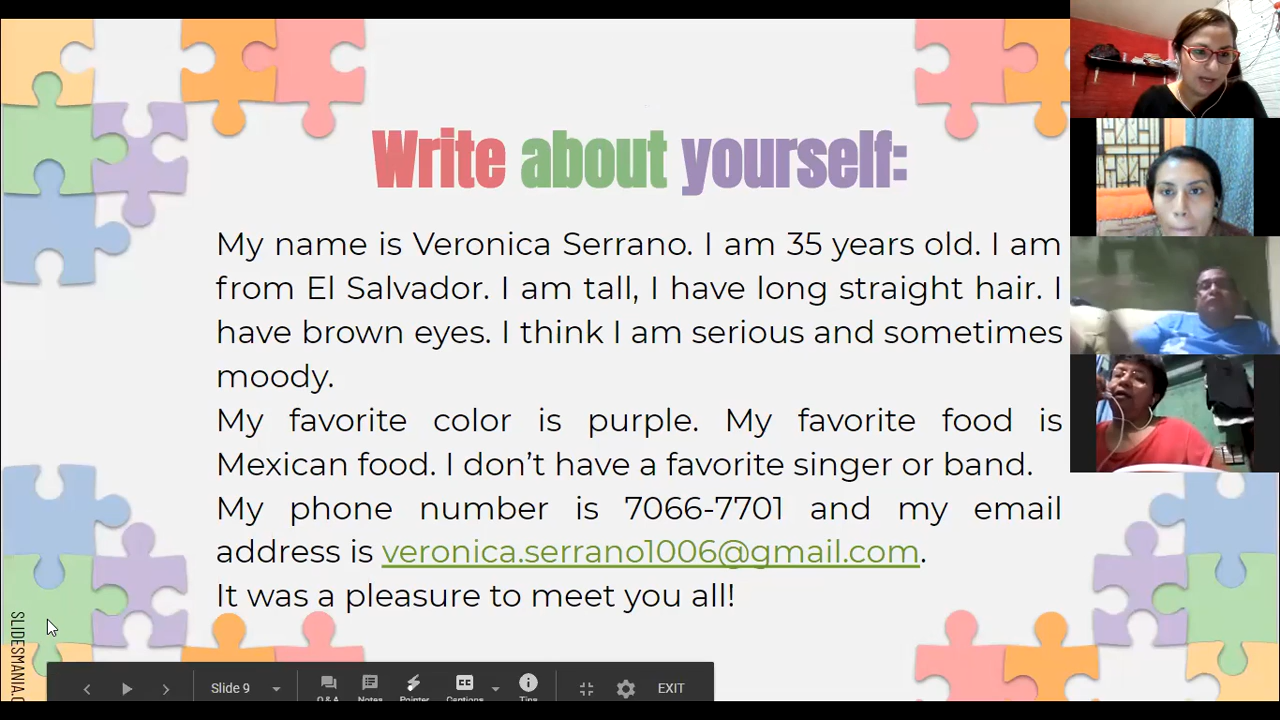 Write about yourself:
My name is Veronica Serrano. I am 35 years old. I am
from El Salvador. I am tall, I have long straight hair. I
have brown eyes. I think I am serious and sometimes
moody.
My favorite color is purple. My favorite food is
Mexican food. I don't have a favorite singer or band.
My phone number is 7066-7701 and my email
address is veronica.serrano1006@gmail.com.
It was a pleasure to meet you all!
SLIDESMANIA.C
Slide 9
Q & A
Notes
Pointer
Captions
Tips
EXIT